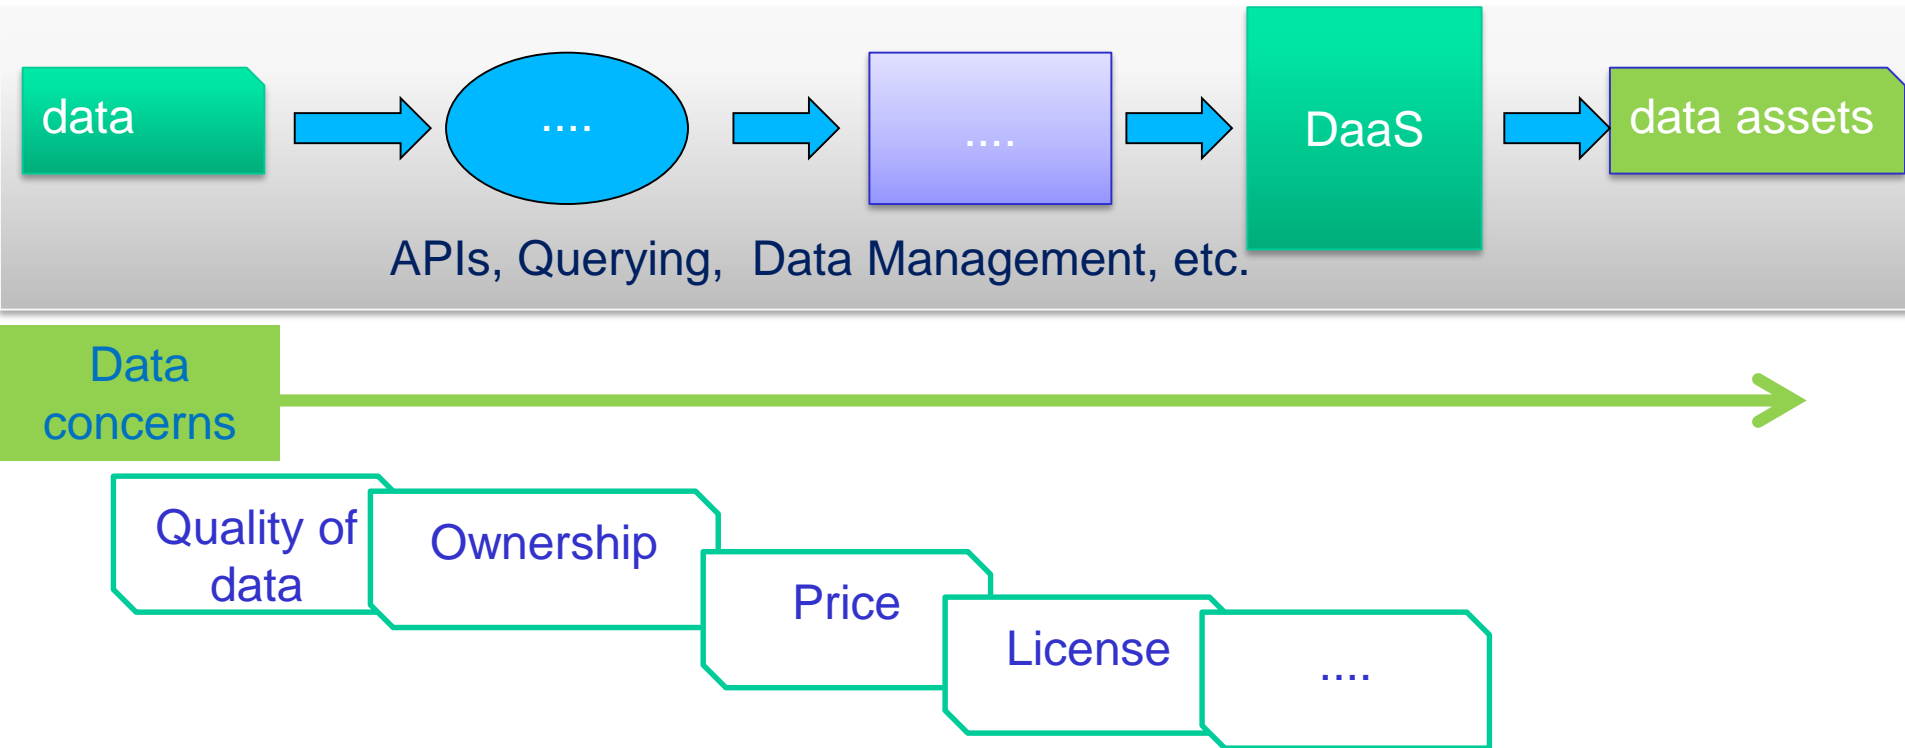 data
....
....
DaaS
data assets
APIs, Querying, Data Management, etc.
Data
concerns
Quality of
data
Ownership
Price
License
....